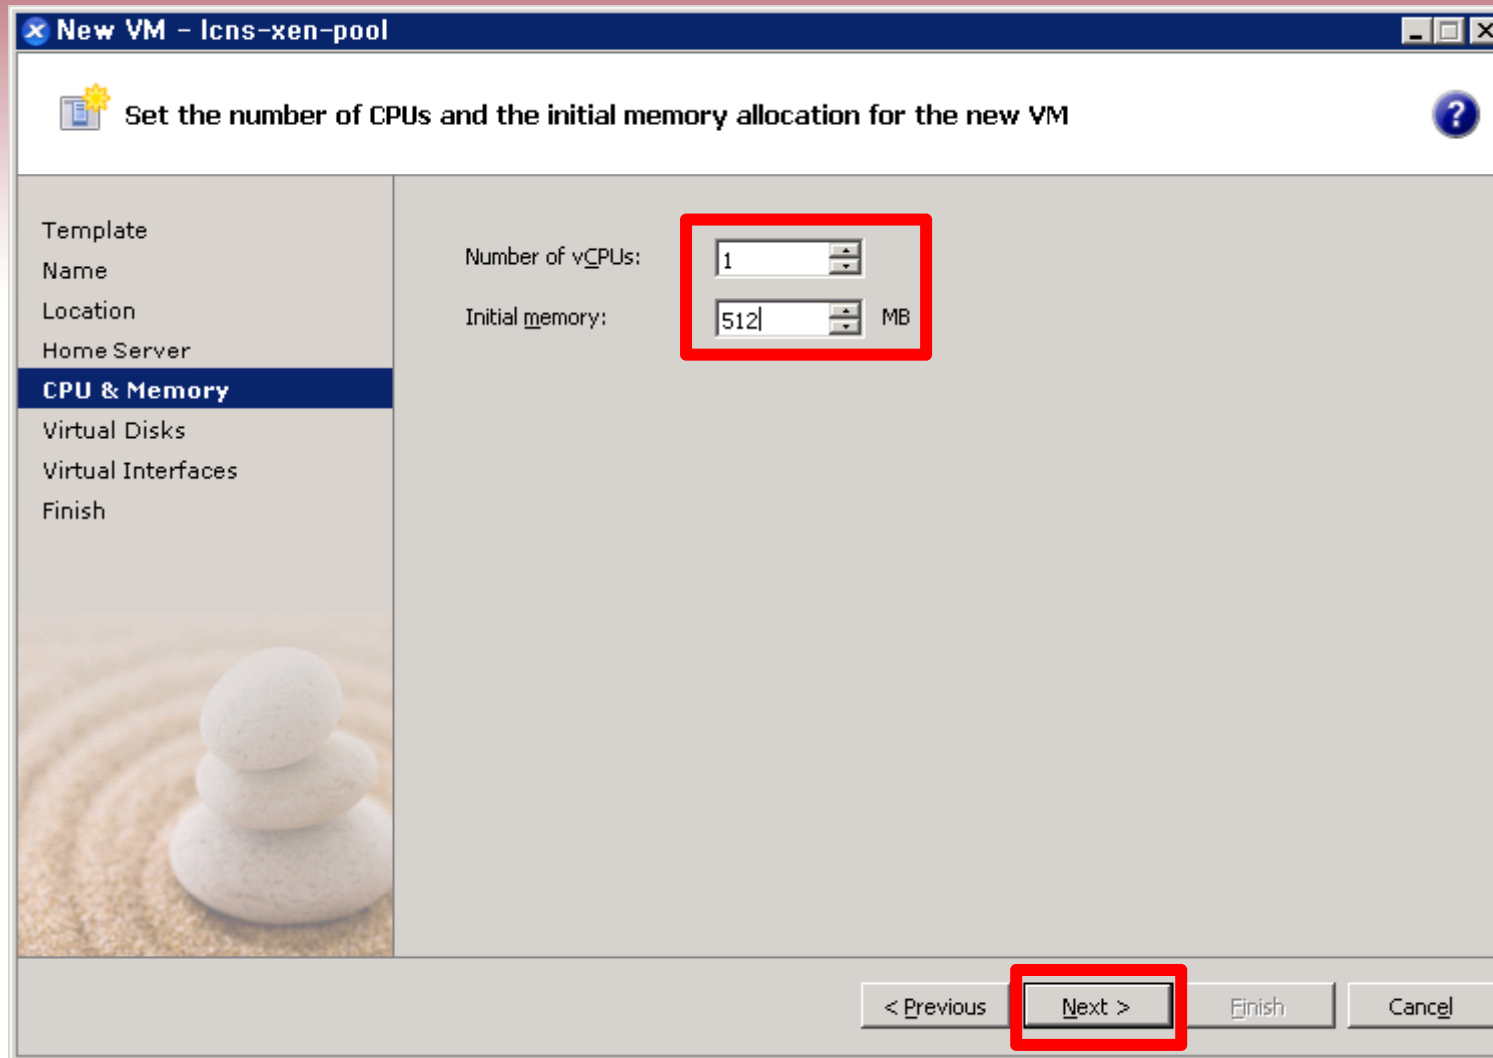 New VM - lcns-xen-pool
Set the number of CPUs and the initial memory allocation for the new VM
?
Template
Name
Location
Home Server
CPU & Memory
Virtual Disks
Virtual Interfaces
Finish
Number of vCPUs: 1
Initial memory: 512 MB
< Previous Next > Finish Cancel